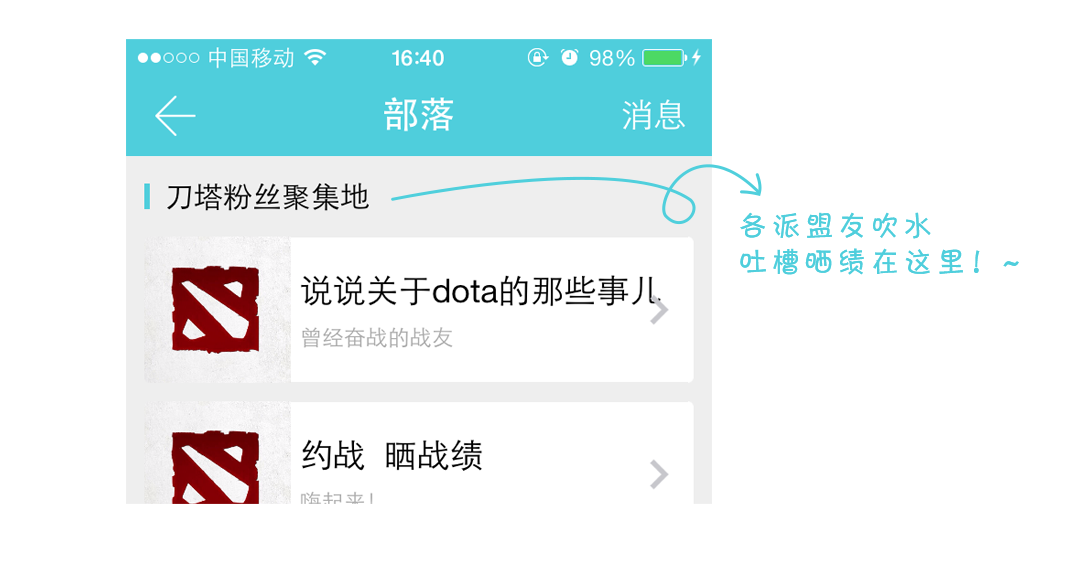 中国移动 16:40 98%
部落 消息
刀塔粉丝聚集地
各派盟友吹水
吐槽晒绩在这里！~
说说关于dota的那些事儿
曾经奋战的战友
约战 晒战绩
嗨起来！